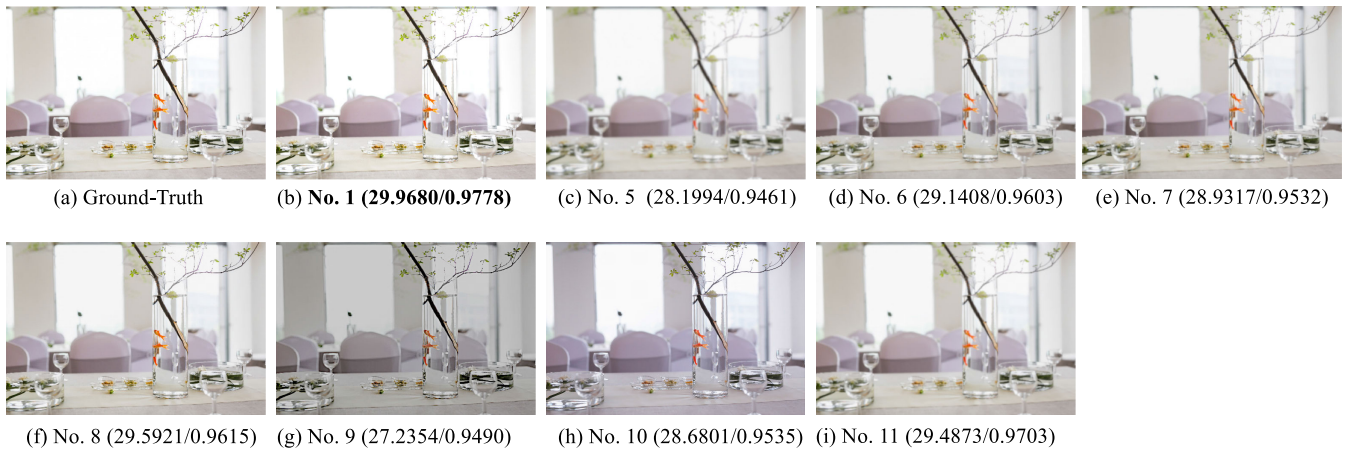 (a) Ground-Truth
(b) No. 1 (29.9680/0.9778)
(c) No. 5 (28.1994/0.9461)
(d) No. 6 (29.1408/0.9603)
(e) No. 7 (28.9317/0.9532)
(f) No. 8 (29.5921/0.9615)
(g) No. 9 (27.2354/0.9490)
(h) No. 10 (28.6801/0.9535)
(i) No. 11 (29.4873/0.9703)